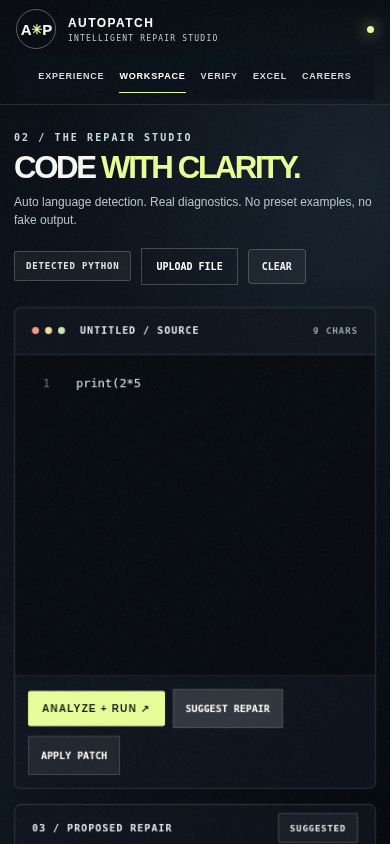 A✳P
AUTOPATCH
INTELLIGENT REPAIR STUDIO
EXPERIENCE WORKSPACE VERIFY EXCEL CAREERS
02 / THE REPAIR STUDIO
CODE WITH CLARITY.
Auto language detection. Real diagnostics. No preset examples, no
fake output.
DETECTED PYTHON UPLOAD FILE CLEAR
UNTITLED / SOURCE 9 CHARS
1 print(2*5
ANALYZE + RUN ↗ SUGGEST REPAIR
APPLY PATCH
03 / PROPOSED REPAIR SUGGESTED